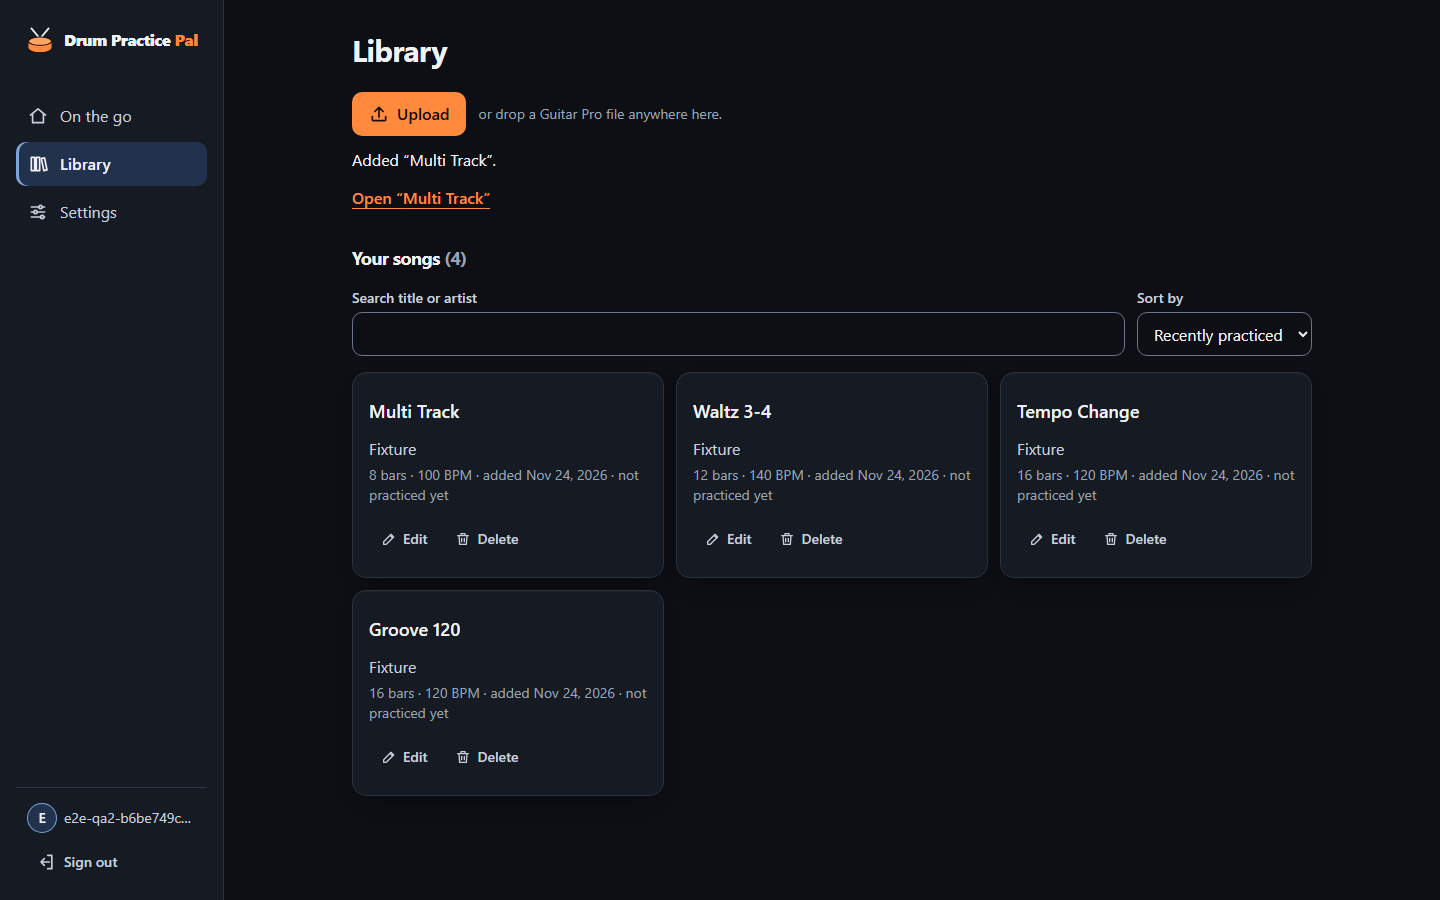 Drum Practice Pal
On the go
Library
Settings
e2e-qa2-b6be749c...
E
Sign out
Library
Upload
or drop a Guitar Pro file anywhere here.
Added “Multi Track”.
Open “Multi Track”
Your songs (4)
Search title or artist
Sort by
Recently practiced
Multi Track
Fixture
8 bars · 100 BPM · added Nov 24, 2026 · not
practiced yet
Edit
Delete
Waltz 3-4
Fixture
12 bars · 140 BPM · added Nov 24, 2026 · not
practiced yet
Edit
Delete
Tempo Change
Fixture
16 bars · 120 BPM · added Nov 24, 2026 · not
practiced yet
Edit
Delete
Groove 120
Fixture
16 bars · 120 BPM · added Nov 24, 2026 · not
practiced yet
Edit
Delete